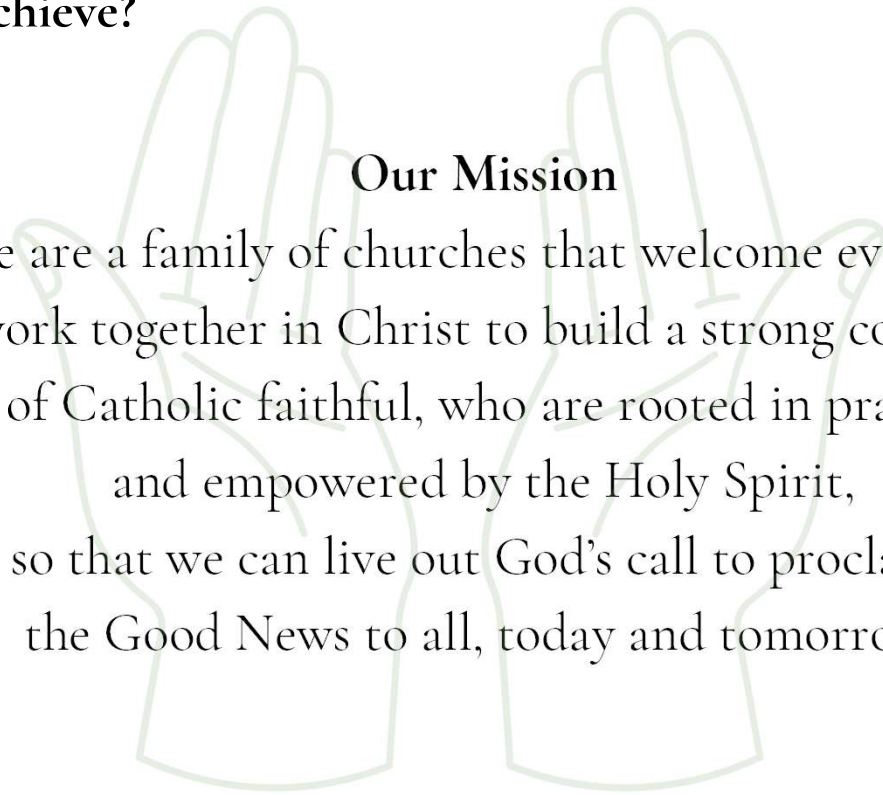 chieve?
Our Mission
e are a family of churches that welcome ev
ork together in Christ to build a strong co
of Catholic faithful, who are rooted in pra
and empowered by the Holy Spirit,
so that we can live out God’s call to procla
the Good News to all, today and tomorro